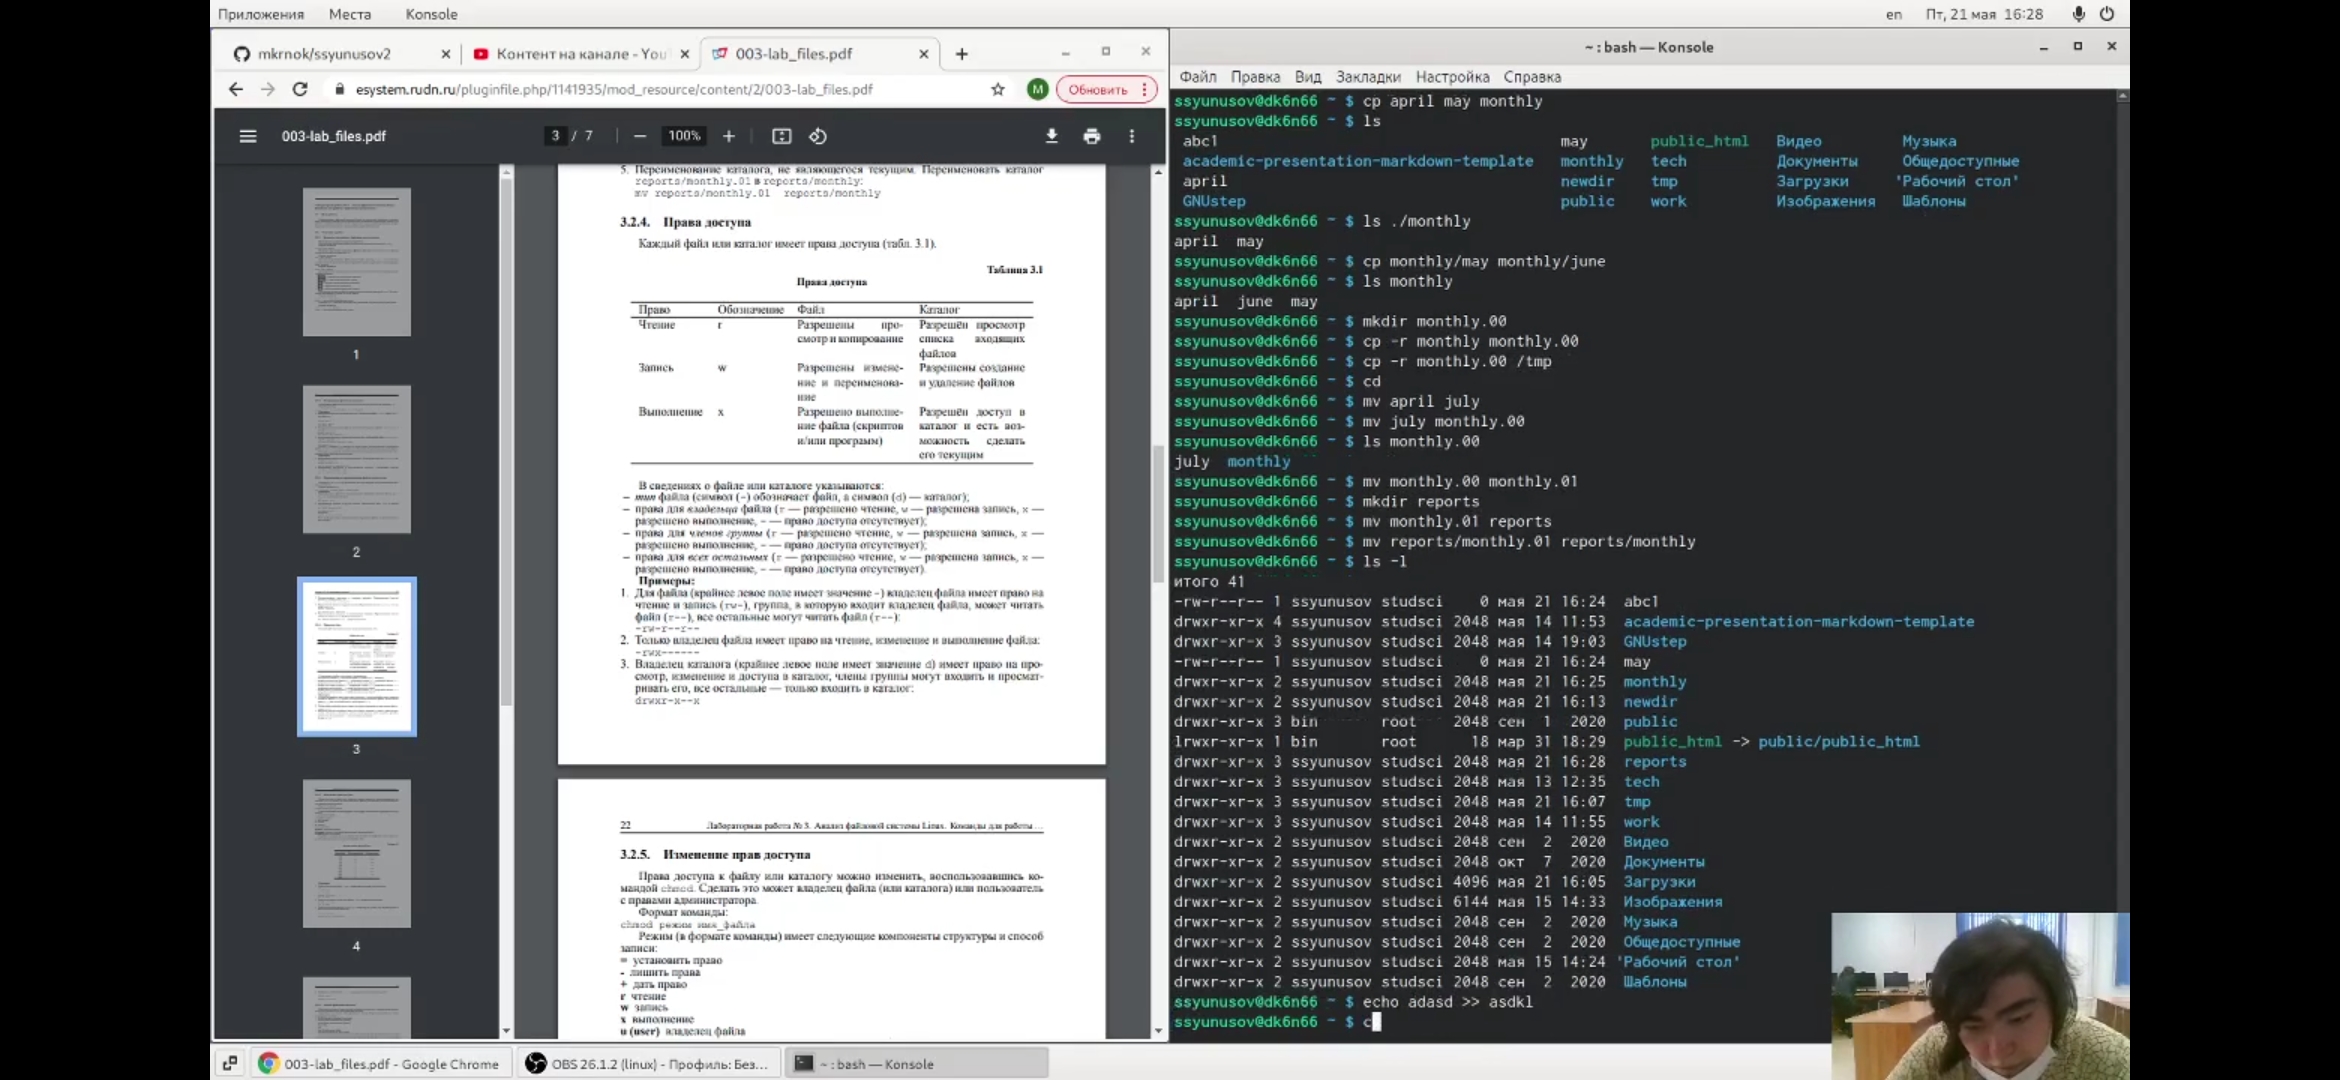 Приложения Места Konsole en Пт, 21 мая 16:28
mkrnok/ssyunusov2 Контент на канале - You 003-lab_files.pdf
esystem.rudn.ru/pluginfile.php/1141935/mod_resource/content/2/003-lab_files.pdf M Обновить
003-lab_files.pdf 3 / 7 100%
1
2
3
4
5. Переименование каталога, не являющегося текущим. Переименовать каталог
reports/monthly.01 в reports/monthly:
mv reports/monthly.01 reports/monthly
3.2.4. Права доступа
Каждый файл или каталог имеет права доступа (табл. 3.1).
Таблица 3.1
Права доступа
Право Обозначение Файл Каталог
Чтение r Разрешены про- Разрешён просмотр
смотр и копирование списка входящих
файлов
Запись w Разрешены измене- Разрешены создание
ние и переименова- и удаление файлов
ние
Выполнение x Разрешено выполне- Разрешён доступ в
ние файла (скриптов каталог и есть воз-
и/или программ) можность сделать
его текущим
В сведениях о файле или каталоге указываются:
– тип файла (символ (-) обозначает файл, а символ (d) — каталог);
– права для владельца файла (r — разрешено чтение, w — разрешена запись, x —
разрешено выполнение, - — право доступа отсутствует);
– права для членов группы (r — разрешено чтение, w — разрешена запись, x —
разрешено выполнение, - — право доступа отсутствует);
– права для всех остальных (r — разрешено чтение, w — разрешена запись, x —
разрешено выполнение, - — право доступа отсутствует).
Примеры:
1. Для файла (крайнее левое поле имеет значение -) владелец файла имеет право на
чтение и запись (rw-), группа, в которую входит владелец файла, может читать
файл (r--), все остальные могут читать файл (r--):
-rw-r--r--
2. Только владелец файла имеет право на чтение, изменение и выполнение файла:
-rwx------
3. Владелец каталога (крайнее левое поле имеет значение d) имеет право на про-
смотр, изменение и доступа в каталог, члены группы могут входить и просмат-
ривать его, все остальные — только входить в каталог:
drwxr-x--x
22 Лабораторная работа № 5. Анализ файловой системы Linux. Команды для работы ...
3.2.5. Изменение прав доступа
Права доступа к файлу или каталогу можно изменить, воспользовавшись ко-
мандой chmod. Сделать это может владелец файла (или каталога) или пользователь
с правами администратора.
Формат команды:
chmod режим имя_файла
Режим (в формате команды) имеет следующие компоненты структуры и способ
записи:
= установить право
- лишить права
+ дать право
r чтение
w запись
x выполнение
u (user) владелец файла
~ : bash — Konsole
Файл Правка Вид Закладки Настройка Справка
ssyunusov@dk6n66 ~ $ cp april may monthly
ssyunusov@dk6n66 ~ $ ls
abc1 may public_html Видео Музыка
academic-presentation-markdown-template monthly tech Документы Общедоступные
april newdir tmp Загрузки 'Рабочий стол'
GNUstep public work Изображения Шаблоны
ssyunusov@dk6n66 ~ $ ls ./monthly
april may
ssyunusov@dk6n66 ~ $ cp monthly/may monthly/june
ssyunusov@dk6n66 ~ $ ls monthly
april june may
ssyunusov@dk6n66 ~ $ mkdir monthly.00
ssyunusov@dk6n66 ~ $ cp -r monthly monthly.00
ssyunusov@dk6n66 ~ $ cp -r monthly.00 /tmp
ssyunusov@dk6n66 ~ $ cd
ssyunusov@dk6n66 ~ $ mv april july
ssyunusov@dk6n66 ~ $ mv july monthly.00
ssyunusov@dk6n66 ~ $ ls monthly.00
july monthly
ssyunusov@dk6n66 ~ $ mv monthly.00 monthly.01
ssyunusov@dk6n66 ~ $ mkdir reports
ssyunusov@dk6n66 ~ $ mv monthly.01 reports
ssyunusov@dk6n66 ~ $ mv reports/monthly.01 reports/monthly
ssyunusov@dk6n66 ~ $ ls -l
итого 41
-rw-r--r-- 1 ssyunusov studsci 0 мая 21 16:24 abc1
drwxr-xr-x 4 ssyunusov studsci 2048 мая 14 11:53 academic-presentation-markdown-template
drwxr-xr-x 3 ssyunusov studsci 2048 мая 14 19:03 GNUstep
-rw-r--r-- 1 ssyunusov studsci 0 мая 21 16:24 may
drwxr-xr-x 2 ssyunusov studsci 2048 мая 21 16:25 monthly
drwxr-xr-x 2 ssyunusov studsci 2048 мая 21 16:13 newdir
drwxr-xr-x 3 bin root 2048 сен 1 2020 public
lrwxr-xr-x 1 bin root 18 мар 31 18:29 public_html -> public/public_html
drwxr-xr-x 3 ssyunusov studsci 2048 мая 21 16:28 reports
drwxr-xr-x 3 ssyunusov studsci 2048 мая 13 12:35 tech
drwxr-xr-x 3 ssyunusov studsci 2048 мая 21 16:07 tmp
drwxr-xr-x 3 ssyunusov studsci 2048 мая 14 11:55 work
drwxr-xr-x 2 ssyunusov studsci 2048 сен 2 2020 Видео
drwxr-xr-x 2 ssyunusov studsci 2048 окт 7 2020 Документы
drwxr-xr-x 2 ssyunusov studsci 4096 мая 21 16:05 Загрузки
drwxr-xr-x 2 ssyunusov studsci 6144 мая 15 14:33 Изображения
drwxr-xr-x 2 ssyunusov studsci 2048 сен 2 2020 Музыка
drwxr-xr-x 2 ssyunusov studsci 2048 сен 2 2020 Общедоступные
drwxr-xr-x 2 ssyunusov studsci 2048 мая 15 14:24 'Рабочий стол'
drwxr-xr-x 2 ssyunusov studsci 2048 сен 2 2020 Шаблоны
ssyunusov@dk6n66 ~ $ echo adasd >> asdkl
ssyunusov@dk6n66 ~ $ c
003-lab_files.pdf - Google Chrome OBS 26.1.2 (linux) - Профиль: Без... ~ : bash — Konsole